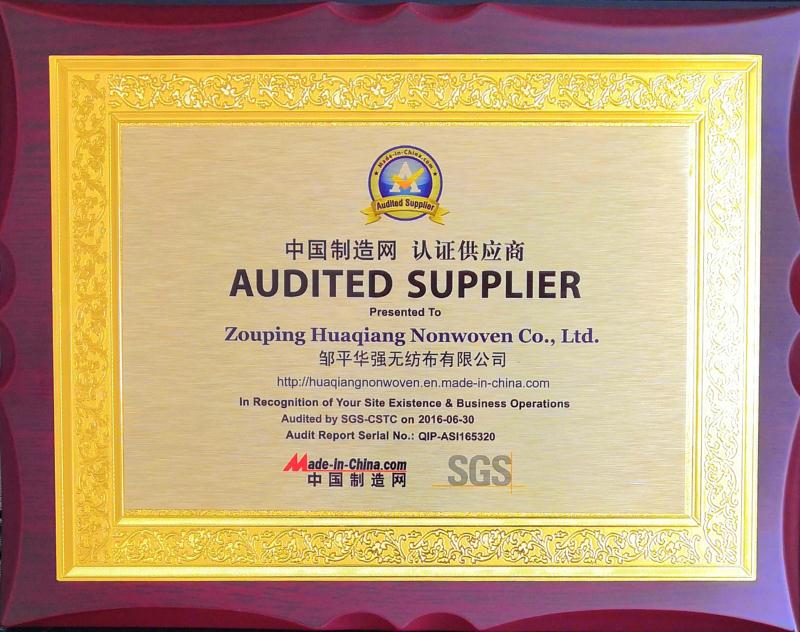 Made-in-China.com
Audited Supplier
中国制造网 认证供应商
AUDITED SUPPLIER
Presented To
Zouping Huaqiang Nonwoven Co., Ltd.
邹平华强无纺布有限公司
http://huaqiangnonwoven.en.made-in-china.com
In Recognition of Your Site Existence & Business Operations
Audited by SGS-CSTC on 2016-06-30
Audit Report Serial No.: QIP-ASI165320
Made-in-China.com
中国制造网
SGS